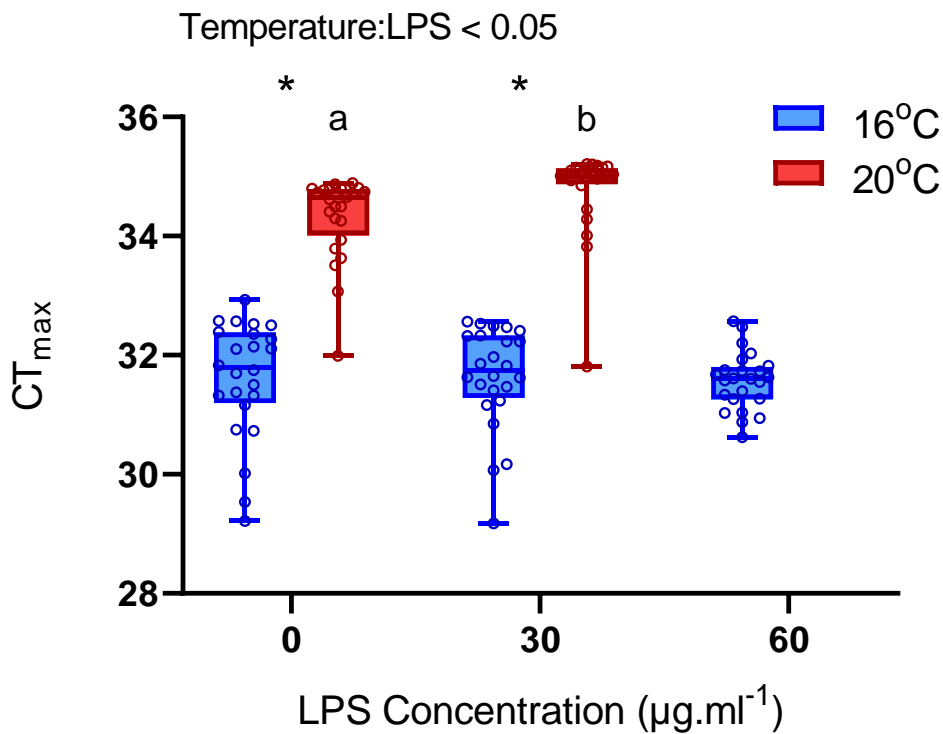 Temperature:LPS < 0.05
* *
a b
16°C
20°C
36
34
32
30
28
CTmax
0 30 60
LPS Concentration (µg.ml-1)